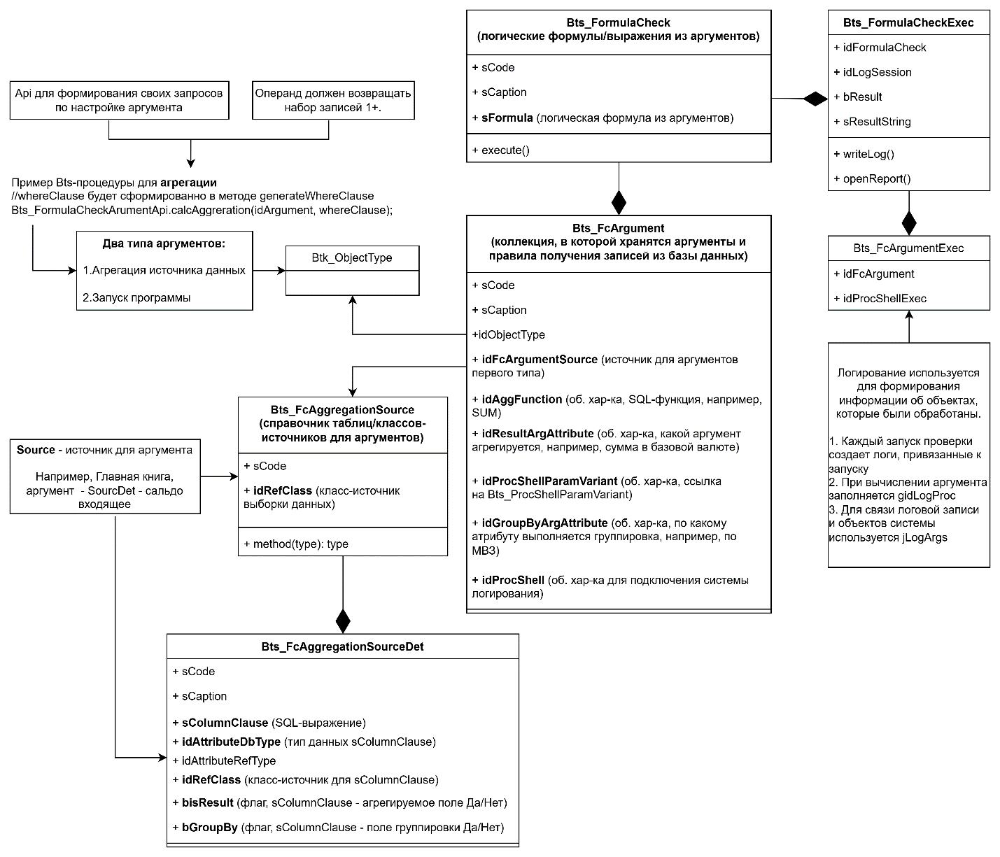 Bts_FormulaCheck
(логические формулы/выражения из аргументов)
+ sCode
+ sCaption
+ sFormula (логическая формула из аргументов)
+ execute()
Bts_FormulaCheckExec
+ idFormulaCheck
+ idLogSession
+ bResult
+ sResultString
+ writeLog()
+ openReport()
Api для формирования своих запросов
по настройке аргумента
Операнд должен возвращать
набор записей 1+.
Пример Bts-процедуры для агрегации
//whereClause будет сформированно в методе generateWhereClause
Bts_FormulaCheckArumentApi.calcAggreration(idArgument, whereClause);
Два типа аргументов:
1.Агрегация источника данных
2.Запуск программы
Btk_ObjectType
Bts_FcArgument
(коллекция, в которой хранятся аргументы и
правила получения записей из базы данных)
+ sCode
+ sCaption
+idObjectType
+ idFcArgumentSource (источник для аргументов
первого типа)
+ idAggFunction (об. хар-ка, SQL-функция, например,
SUM)
+ idResultArgAttribute (об. хар-ка, какой аргумент
агрегируется, например, сумма в базовой валюте)
+ idProcShellParamVariant (об. хар-ка, ссылка
на Bts_ProcShellParamVariant)
+ idGroupByArgAttribute (об. хар-ка, по какому
атрибуту выполняется группировка, например, по
МВЗ)
+ idProcShell (об. хар-ка для подключения системы
логирования)
Bts_FcArgumentExec
+ idFcArgument
+ idProcShellExec
Логирование используется
для формирования
информации об объектах,
которые были обработаны.
1. Каждый запуск проверки
создает логи, привязанные к
запуску
2. При вычислении аргумента
заполняется gidLogProc
3. Для связи логовой записи
и объектов системы
используется jLogArgs
Bts_FcAggregationSource
(справочник таблиц/классов-
источников для аргументов)
+ sCode
+ idRefClass (класс-источник
выборки данных)
+ method(type): type
Source - источник для аргумента
Например, Главная книга,
аргумент - SourcDet - сальдо
входящее
Bts_FcAggregationSourceDet
+ sCode
+ sCaption
+ sColumnClause (SQL-выражение)
+ idAttributeDbType (тип данных sColumnClause)
+ idAttributeRefType
+ idRefClass (класс-источник для sColumnClause)
+ bisResult (флаг, sColumnClause - агрегируемое поле Да/Нет)
+ bGroupBy (флаг, sColumnClause - поле группировки Да/Нет)